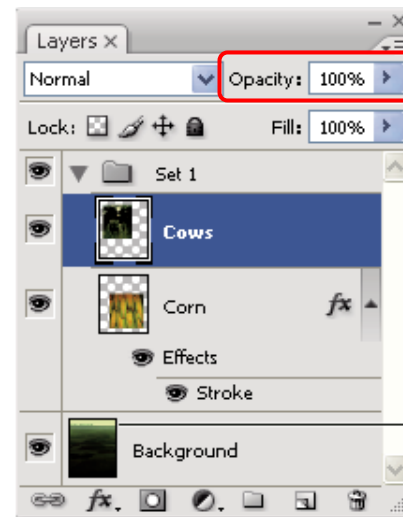 Layers ×
Normal Opacity: 100%
Lock: Fill: 100%
Set 1
Cows
Corn fx
Effects
Stroke
Background
fx.